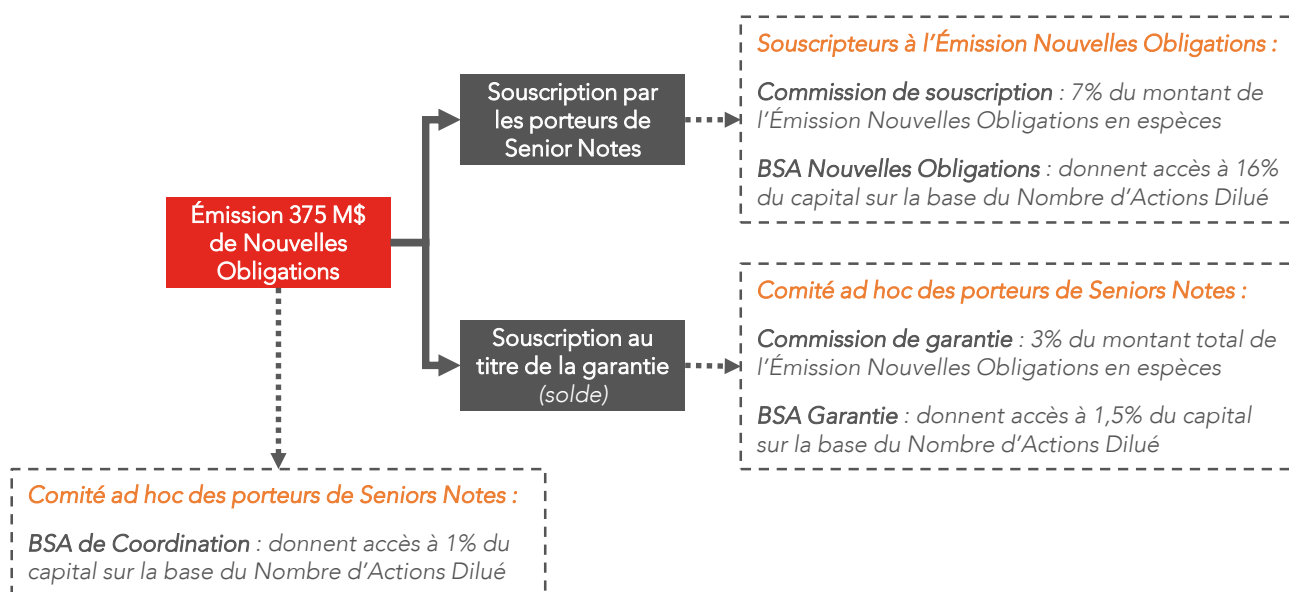 Souscripteurs à l'Émission Nouvelles Obligations :
Commission de souscription : 7% du montant de
l'Émission Nouvelles Obligations en espèces
BSA Nouvelles Obligations : donnent accès à 16%
du capital sur la base du Nombre d'Actions Dilué
Souscription par
les porteurs de
Senior Notes
Émission 375 M$
de Nouvelles
Obligations
Souscription au
titre de la garantie
(solde)
Comité ad hoc des porteurs de Seniors Notes :
Commission de garantie : 3% du montant total de
l'Émission Nouvelles Obligations en espèces
BSA Garantie : donnent accès à 1,5% du capital
sur la base du Nombre d'Actions Dilué
Comité ad hoc des porteurs de Seniors Notes :
BSA de Coordination : donnent accès à 1% du
capital sur la base du Nombre d'Actions Dilué